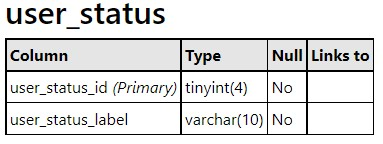 user_status
Column Type Null Links to
user_status_id (Primary) tinyint(4) No
user_status_label varchar(10) No